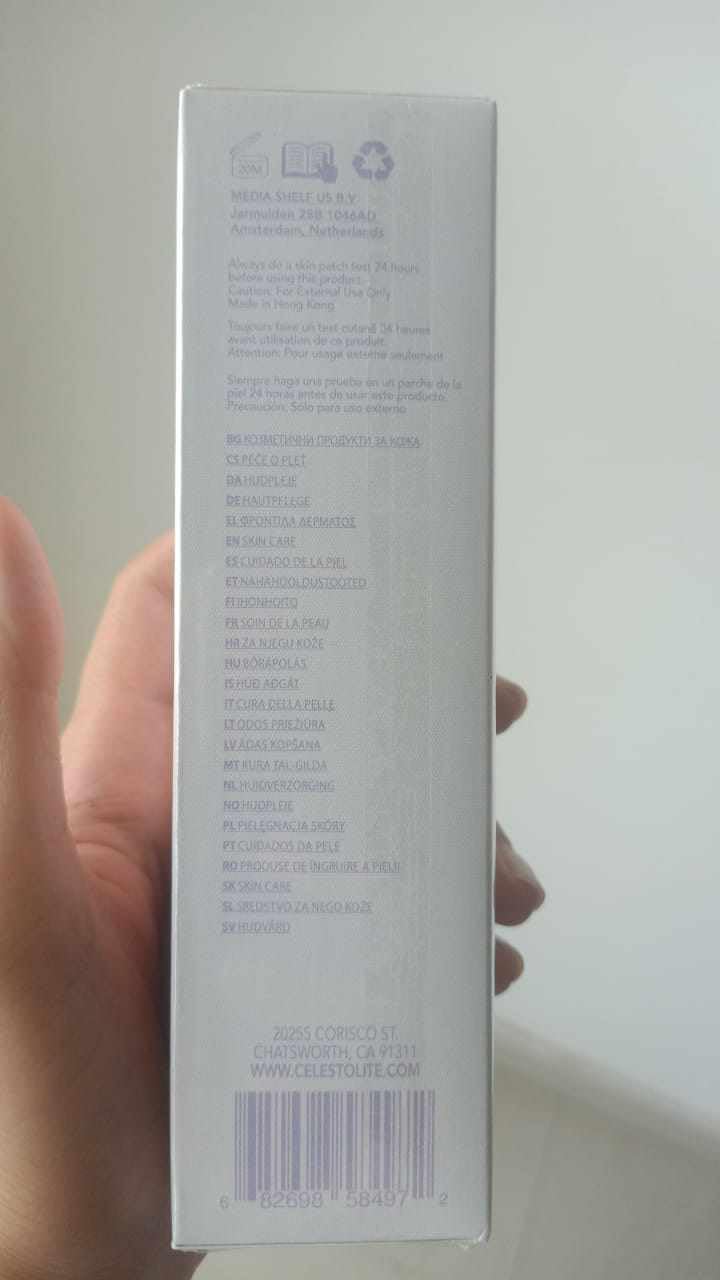 20M
MEDIA SHELF US B.V
Jarmuiden 28B 1046AD
Amsterdam, Netherlands
Always do a skin patch test 24 hours
before using this product.
Caution: For External Use Only
Made in Hong Kong
Toujours faire un test cutané 24 heures
avant utilisation de ce produit.
Attention: Pour usage externe seulement
Siempre haga una prueba en un parche de la
piel 24 horas antes de usar este producto.
Precaución: Sólo para uso externo
BG КОЗМЕТИЧНИ ПРОДУКТИ ЗА КОЖА
CS PÉČE O PLEŤ
DA HUDPLEJE
DE HAUTPFLEGE
EL ΦΡΟΝΤΙΔΑ ΔΕΡΜΑΤΟΣ
EN SKIN CARE
ES CUIDADO DE LA PIEL
ET NAHAHOOLDUSTOOTED
FI IHONHOITO
FR SOIN DE LA PEAU
HR ZA NJEGU KOŽE
HU BŐRÁPOLÁS
IS HÚÐ AÐGÁT
IT CURA DELLA PELLE
LT ODOS PRIEŽIŪRA
LV ĀDAS KOPŠANA
MT KURA TAL-ĠILDA
NL HUIDVERZORGING
NO HUDPLEIE
PL PIELĘGNACJA SKÓRY
PT CUIDADOS DA PELE
RO PRODUSE DE ÎNGRIJIRE A PIELII
SK SKIN CARE
SL SREDSTVO ZA NEGO KOŽE
SV HUDVÅRD
20255 CORISCO ST.
CHATSWORTH, CA 91311
WWW.CELESTOLITE.COM
6 82698 58497 2